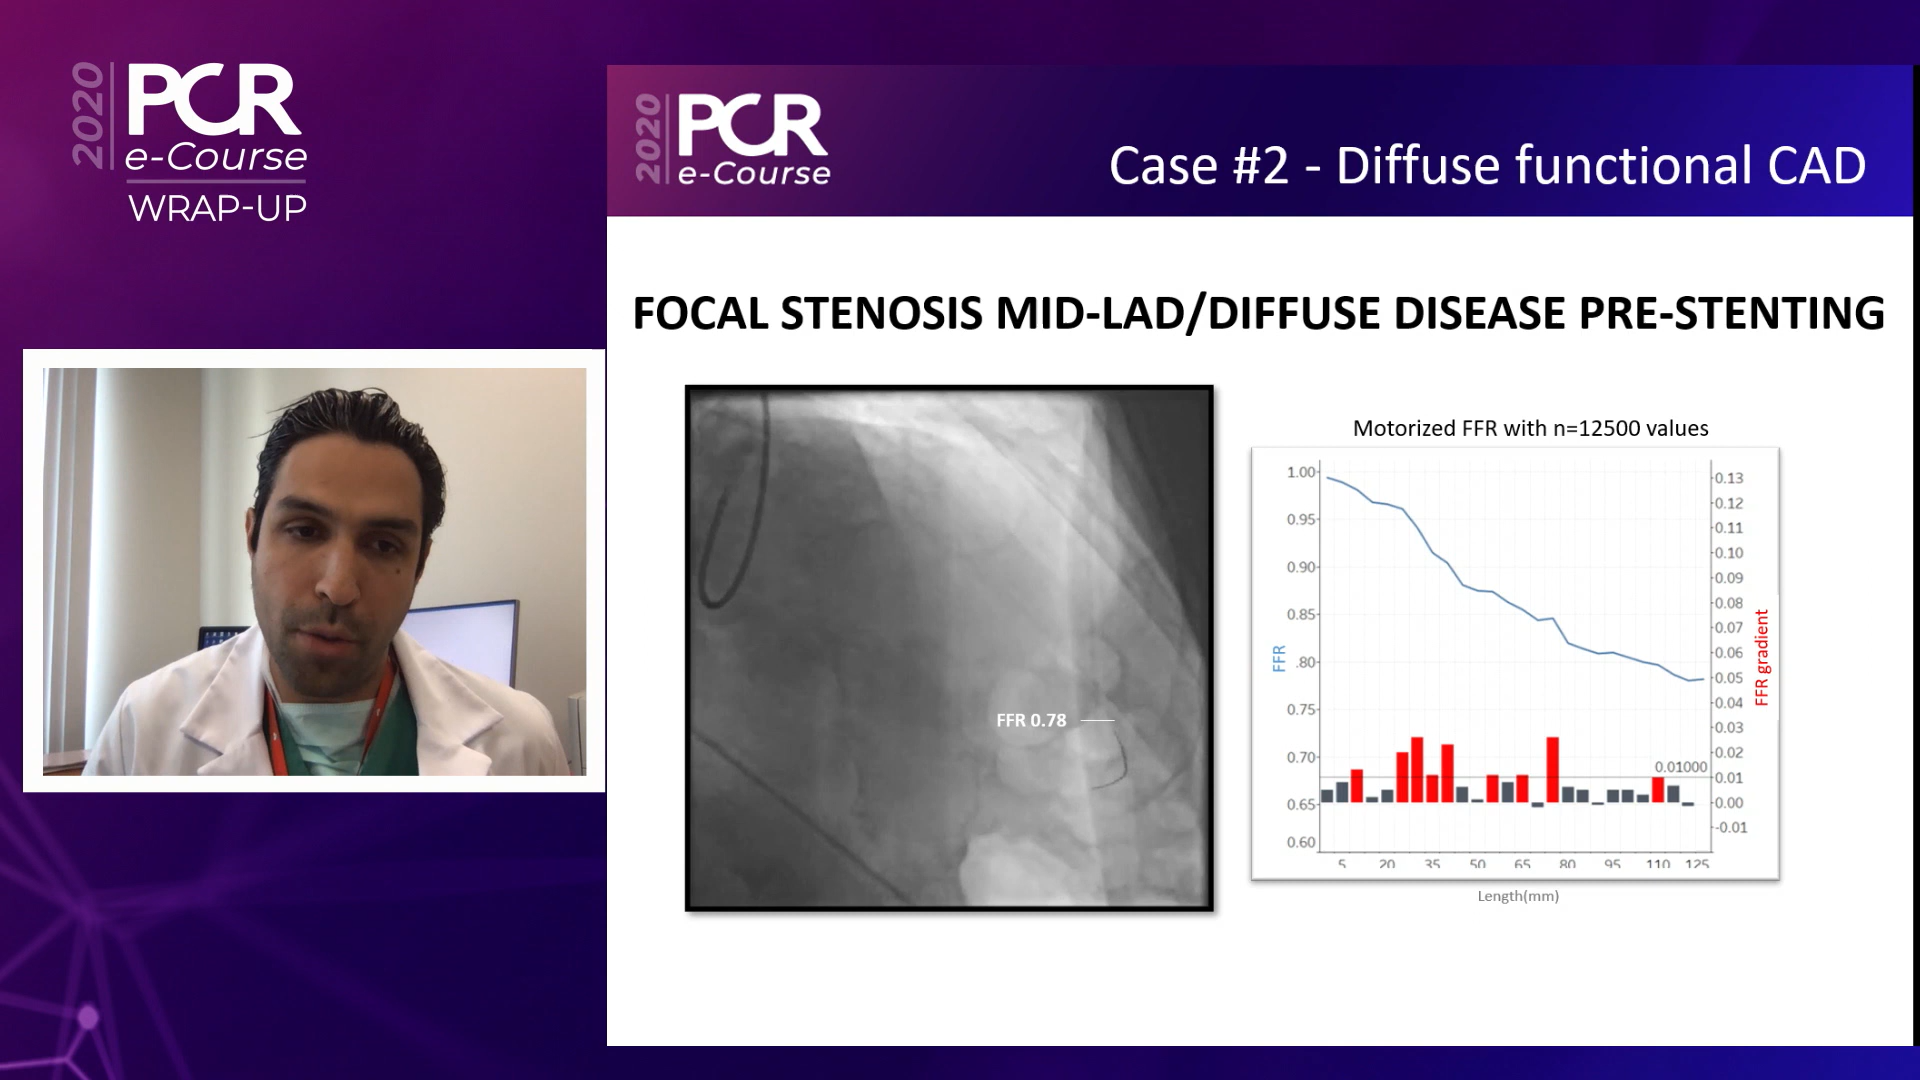 2020
PCR
e-Course
WRAP-UP
2020
PCR
e-Course
Case #2 - Diffuse functional CAD
FOCAL STENOSIS MID-LAD/DIFFUSE DISEASE PRE-STENTING
FFR 0.78
Motorized FFR with n=12500 values
1.00
0.95
0.90
0.85
.80
0.75
0.70
0.65
0.60
FFR
0.13
0.12
0.11
0.10
0.09
0.08
0.07
0.06
0.05
0.04
0.03
0.02
0.01
0.00
-0.01
FFR gradient
0.01000
5 20 35 50 65 80 95 110 125
Length(mm)